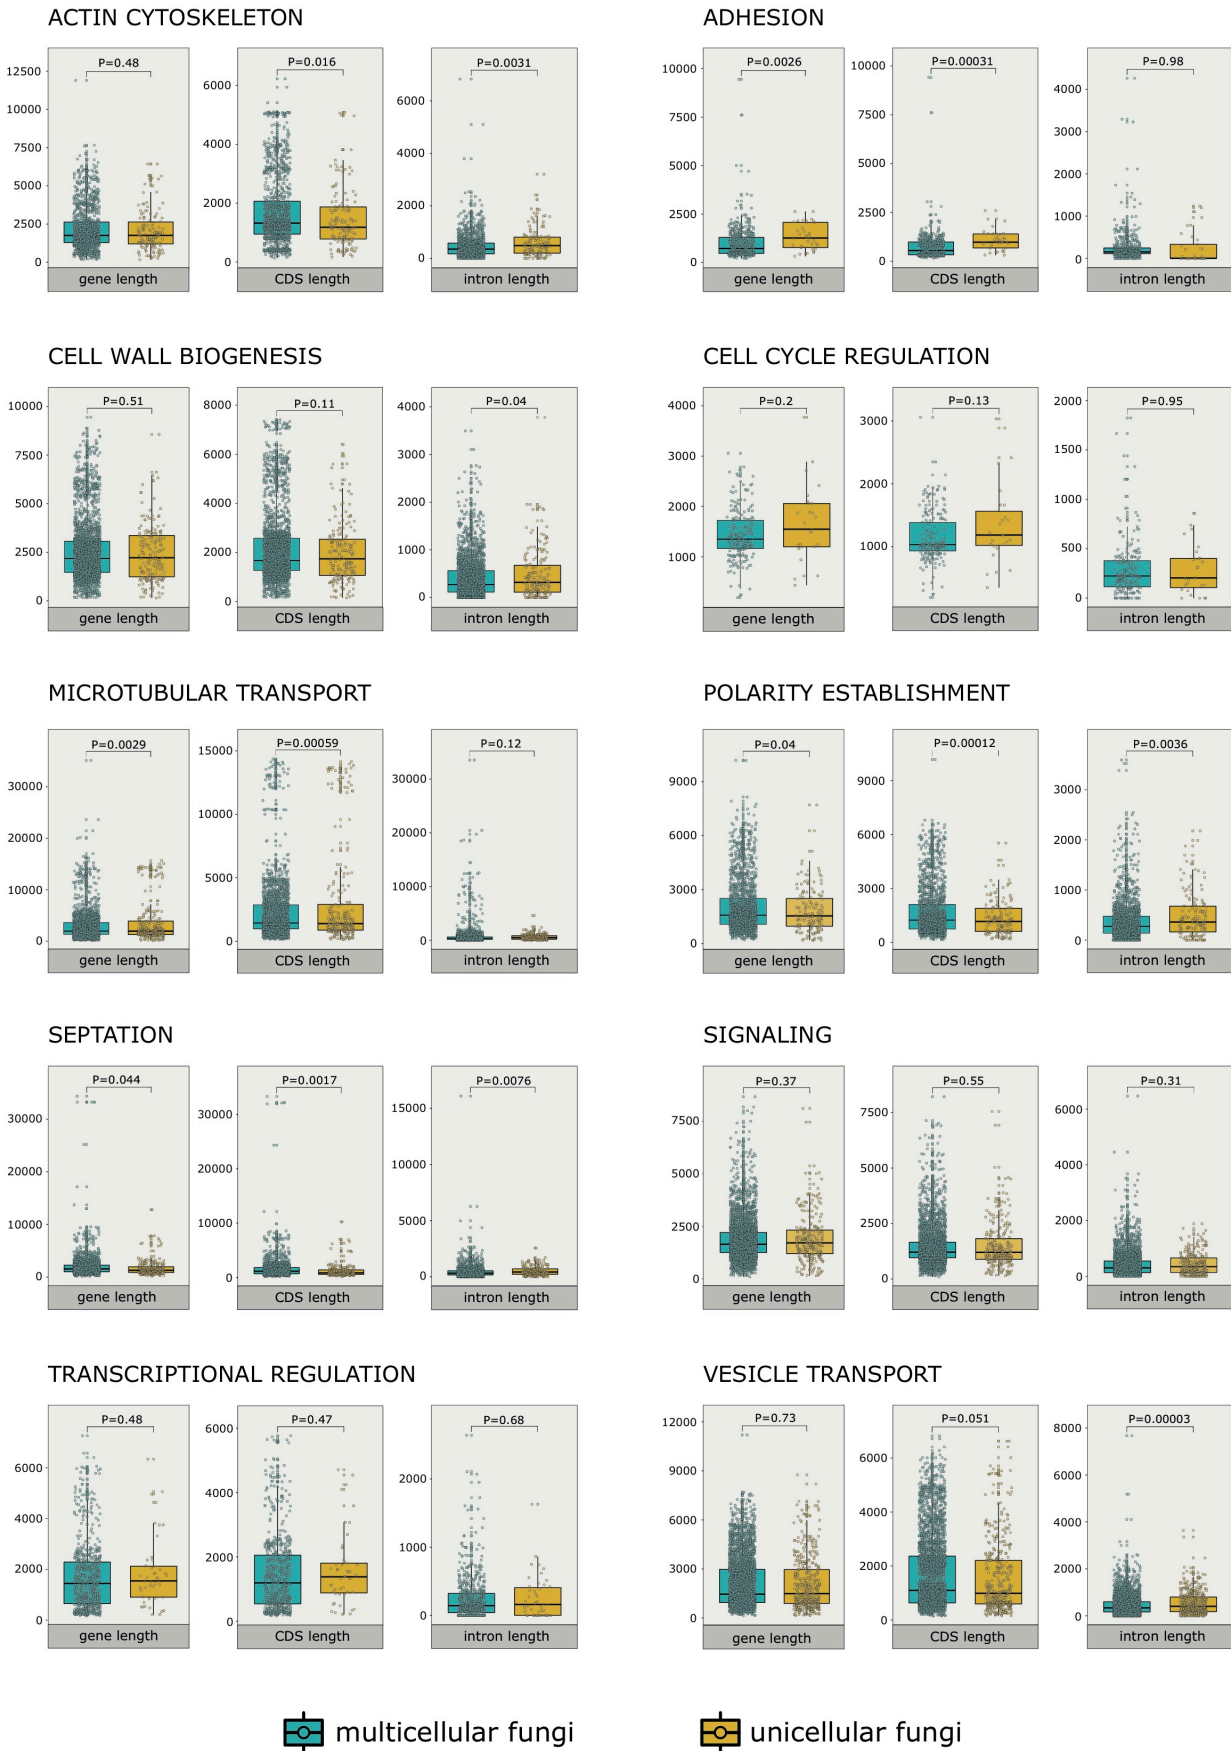 ACTIN CYTOSKELETON
P=0.48
12500
10000
7500
5000
2500
0
gene length
P=0.016
6000
4000
2000
0
CDS length
P=0.0031
6000
4000
2000
0
intron length
ADHESION
P=0.0026
10000
7500
5000
2500
0
gene length
P=0.00031
10000
7500
5000
2500
0
CDS length
P=0.98
4000
3000
2000
1000
0
intron length
CELL WALL BIOGENESIS
P=0.51
10000
7500
5000
2500
0
gene length
P=0.11
8000
6000
4000
2000
0
CDS length
P=0.04
4000
3000
2000
1000
0
intron length
CELL CYCLE REGULATION
P=0.2
4000
3000
2000
1000
gene length
P=0.13
3000
2000
1000
CDS length
P=0.95
2000
1500
1000
500
0
intron length
MICROTUBULAR TRANSPORT
P=0.0029
30000
20000
10000
0
gene length
P=0.00059
15000
10000
5000
0
CDS length
P=0.12
30000
20000
10000
0
intron length
POLARITY ESTABLISHMENT
P=0.04
9000
6000
3000
0
gene length
P=0.00012
9000
6000
3000
0
CDS length
P=0.0036
3000
2000
1000
0
intron length
SEPTATION
P=0.044
30000
20000
10000
0
gene length
P=0.0017
30000
20000
10000
0
CDS length
P=0.0076
15000
10000
5000
0
intron length
SIGNALING
P=0.37
7500
5000
2500
0
gene length
P=0.55
7500
5000
2500
0
CDS length
P=0.31
6000
4000
2000
0
intron length
TRANSCRIPTIONAL REGULATION
P=0.48
6000
4000
2000
0
gene length
P=0.47
6000
4000
2000
0
CDS length
P=0.68
2000
1000
0
intron length
VESICLE TRANSPORT
P=0.73
12000
9000
6000
3000
0
gene length
P=0.051
6000
4000
2000
0
CDS length
P=0.00003
8000
6000
4000
2000
0
intron length
multicellular fungi
unicellular fungi